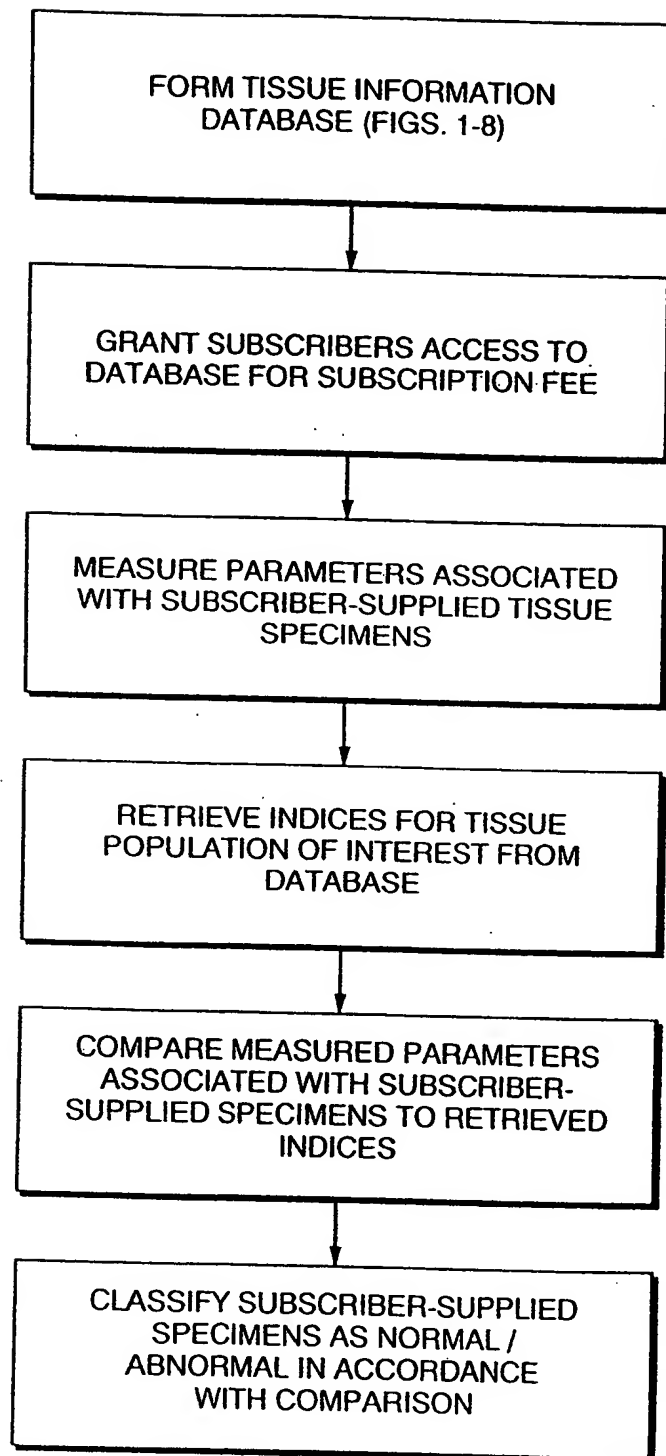 FORM TISSUE INFORMATION
DATABASE (FIGS. 1-8)
GRANT SUBSCRIBERS ACCESS TO
DATABASE FOR SUBSCRIPTION FEE
MEASURE PARAMETERS ASSOCIATED
WITH SUBSCRIBER-SUPPLIED TISSUE
SPECIMENS
RETRIEVE INDICES FOR TISSUE
POPULATION OF INTEREST FROM
DATABASE
COMPARE MEASURED PARAMETERS
ASSOCIATED WITH SUBSCRIBER-
SUPPLIED SPECIMENS TO RETRIEVED
INDICES
CLASSIFY SUBSCRIBER-SUPPLIED
SPECIMENS AS NORMAL /
ABNORMAL IN ACCORDANCE
WITH COMPARISON